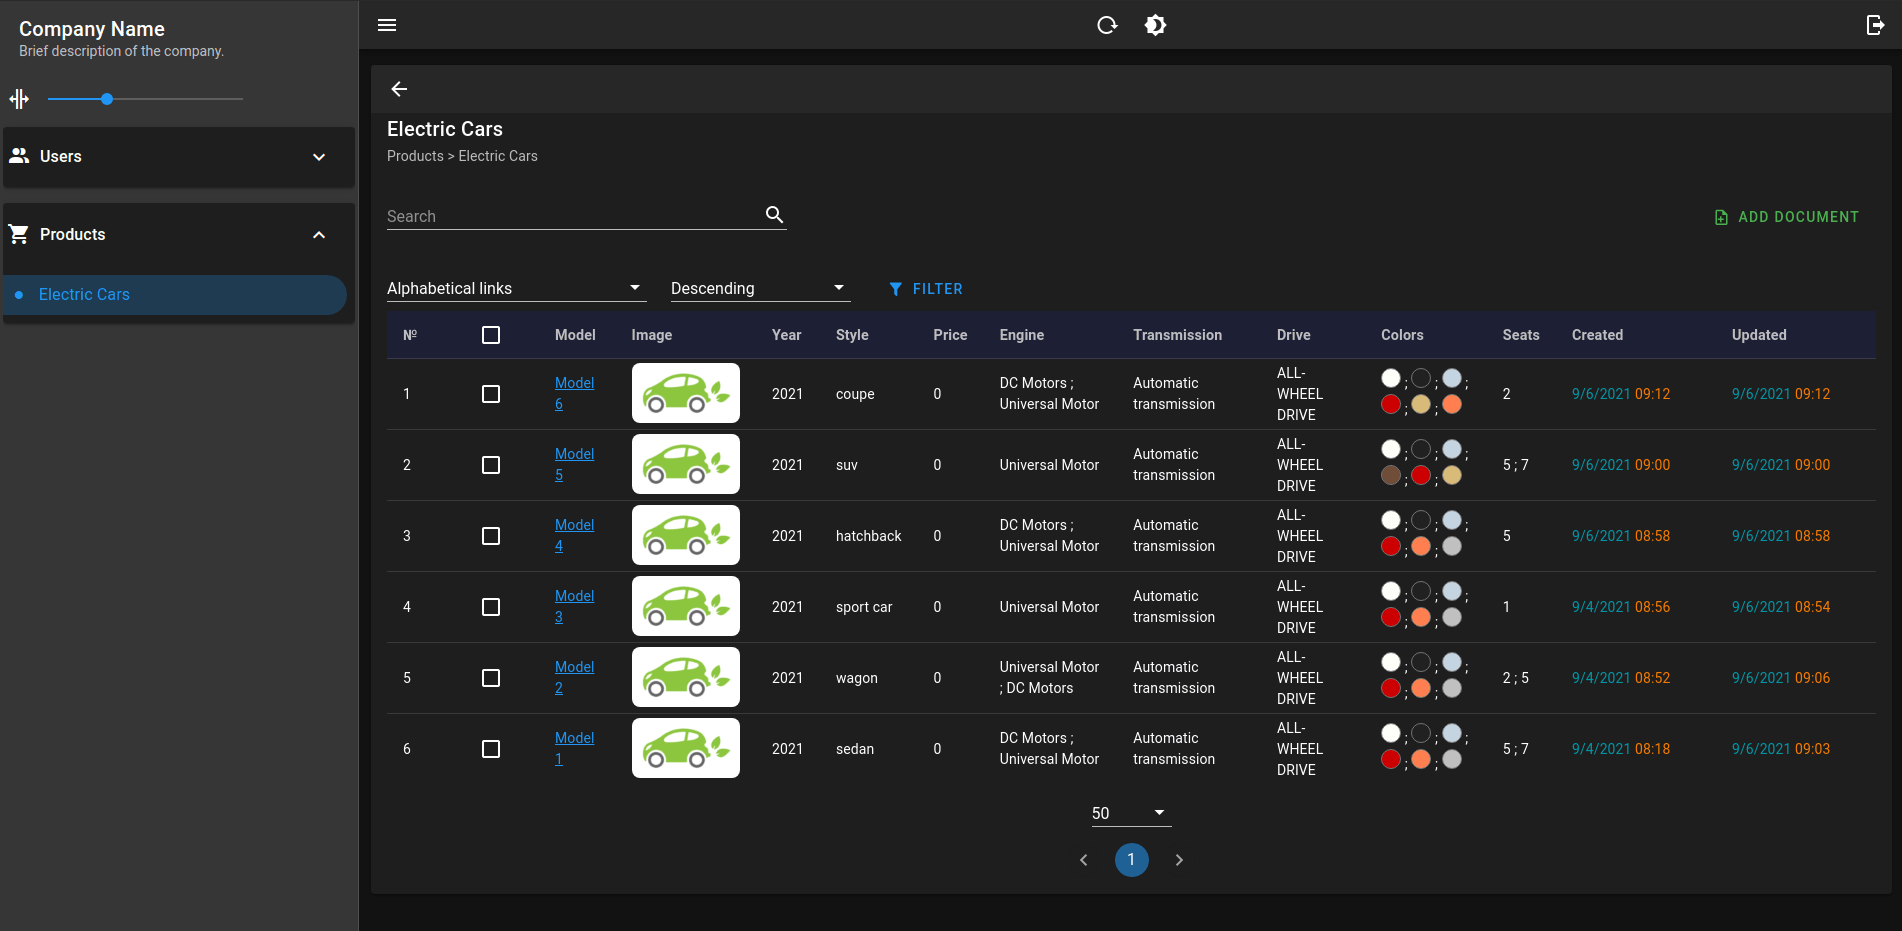 Company Name
Brief description of the company.
Users
Products
Electric Cars
Electric Cars
Products > Electric Cars
Search
ADD DOCUMENT
Alphabetical links
Descending
FILTER
№ Model Image Year Style Price Engine Transmission Drive Colors Seats Created Updated
1 Model 6 2021 coupe 0 DC Motors ; Universal Motor Automatic transmission ALL-WHEEL DRIVE ; ; ; ; ; 2 9/6/2021 09:12 9/6/2021 09:12
2 Model 5 2021 suv 0 Universal Motor Automatic transmission ALL-WHEEL DRIVE ; ; ; ; ; 5 ; 7 9/6/2021 09:00 9/6/2021 09:00
3 Model 4 2021 hatchback 0 DC Motors ; Universal Motor Automatic transmission ALL-WHEEL DRIVE ; ; ; ; ; 5 9/6/2021 08:58 9/6/2021 08:58
4 Model 3 2021 sport car 0 Universal Motor Automatic transmission ALL-WHEEL DRIVE ; ; ; ; ; 1 9/4/2021 08:56 9/6/2021 08:54
5 Model 2 2021 wagon 0 Universal Motor ; DC Motors Automatic transmission ALL-WHEEL DRIVE ; ; ; ; ; 2 ; 5 9/4/2021 08:52 9/6/2021 09:06
6 Model 1 2021 sedan 0 DC Motors ; Universal Motor Automatic transmission ALL-WHEEL DRIVE ; ; ; ; ; 5 ; 7 9/4/2021 08:18 9/6/2021 09:03
50
1